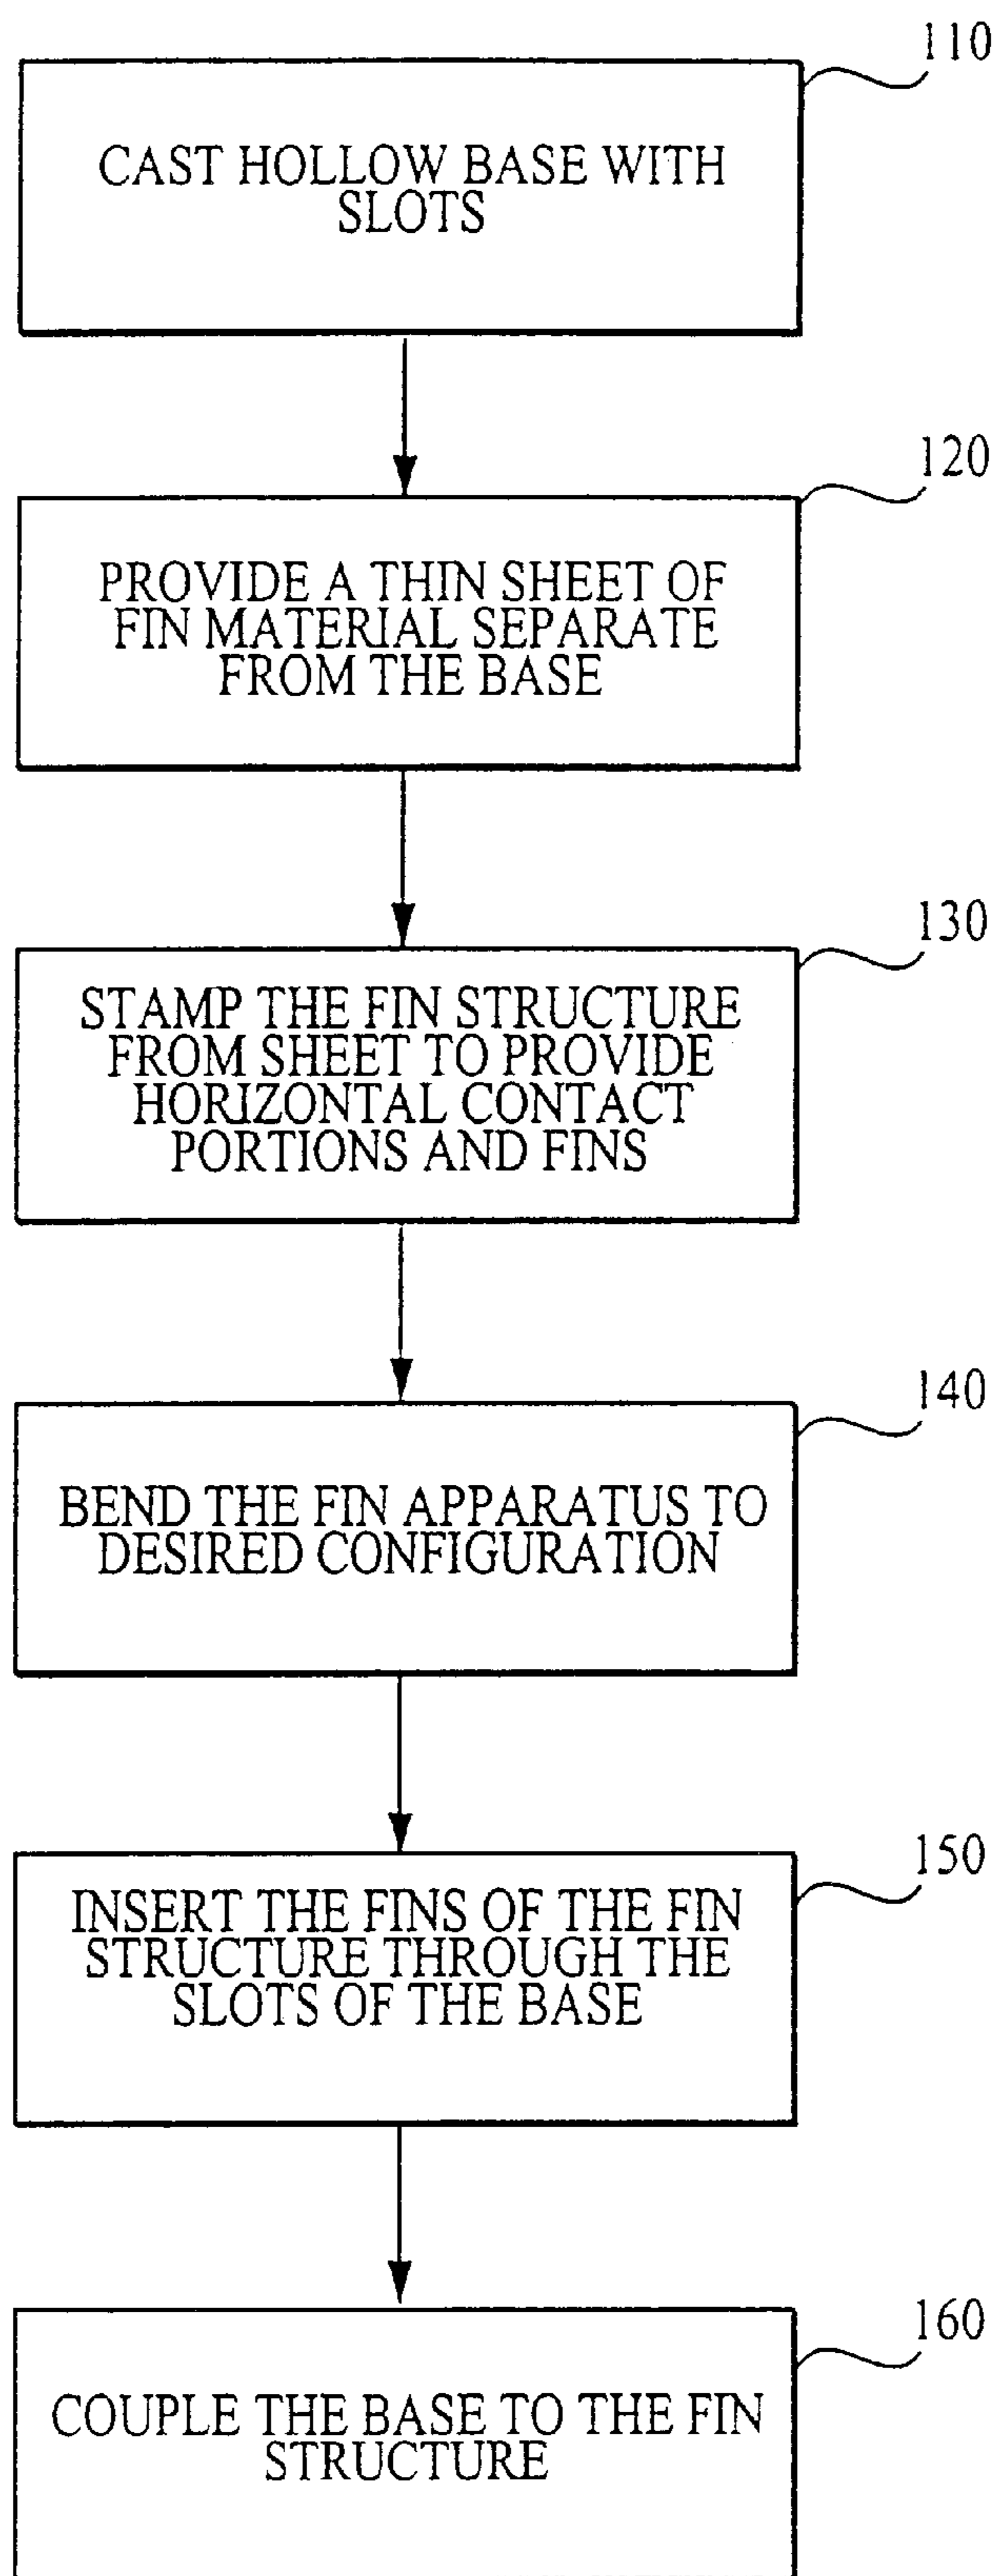 110
CAST HOLLOW BASE WITH
SLOTS
120
PROVIDE A THIN SHEET OF
FIN MATERIAL SEPARATE
FROM THE BASE
130
STAMP THE FIN STRUCTURE
FROM SHEET TO PROVIDE
HORIZONTAL CONTACT
PORTIONS AND FINS
140
BEND THE FIN APPARATUS TO
DESIRED CONFIGURATION
150
INSERT THE FINS OF THE FIN
STRUCTURE THROUGH THE
SLOTS OF THE BASE
160
COUPLE THE BASE TO THE FIN
STRUCTURE